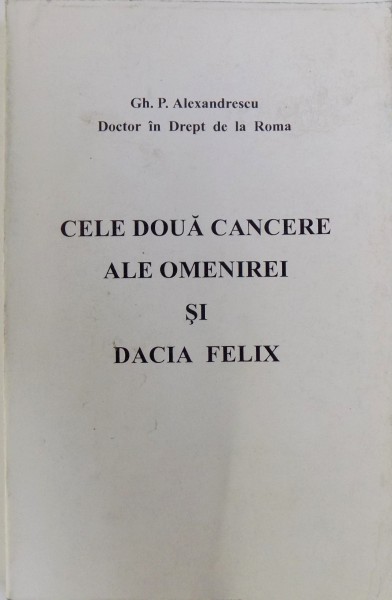 Gh. P. Alexandrescu
Doctor în Drept de la Roma
CELE DOUĂ CANCERE
ALE OMENIREI
ŞI
DACIA FELIX